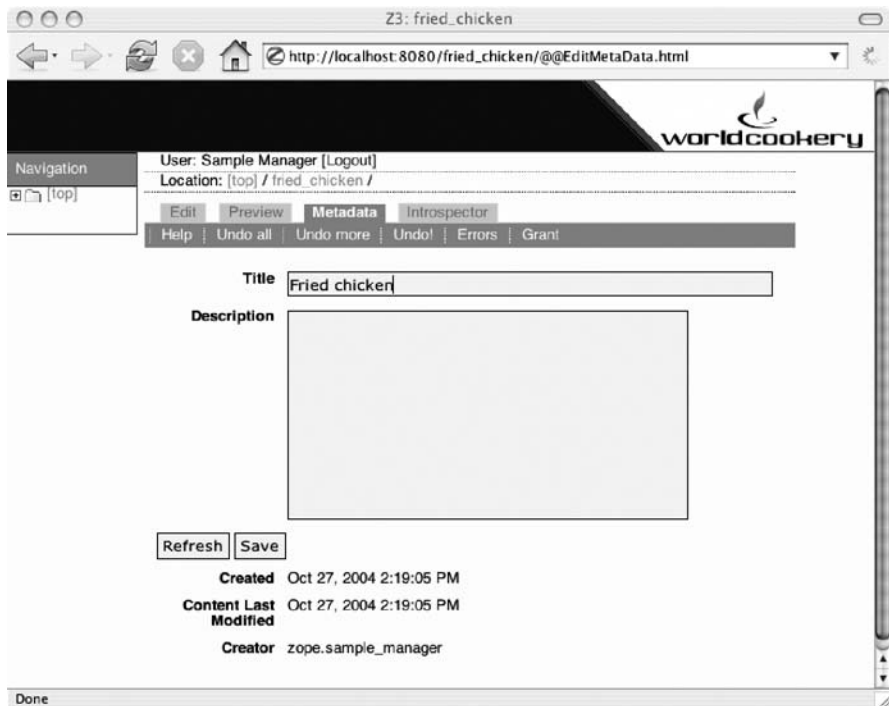 Z3: fried_chicken
http://localhost:8080/fried_chicken/@@EditMetaData.html
worldcookery
Navigation
[top]
User: Sample Manager [Logout]
Location: [top] / fried_chicken /
Edit Preview Metadata Introspector
Help Undo all Undo more Undo! Errors Grant
Title Fried chicken
Description
Refresh Save
Created Oct 27, 2004 2:19:05 PM
Content Last Modified Oct 27, 2004 2:19:05 PM
Creator zope.sample_manager
Done